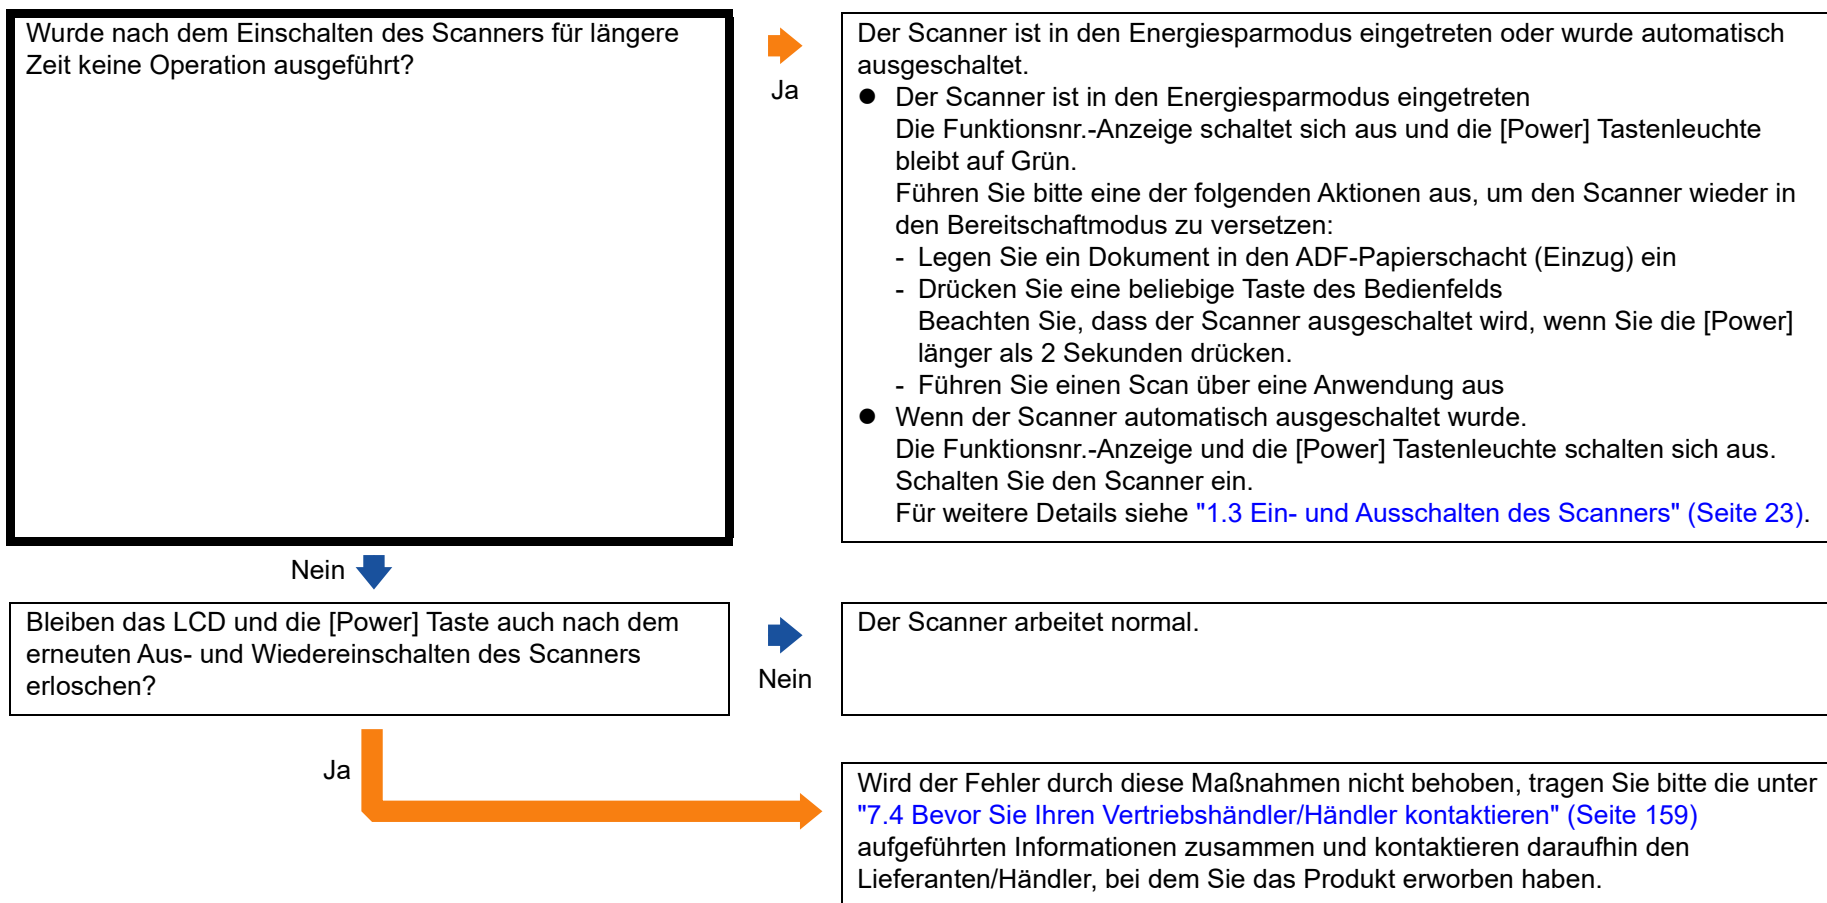 Wurde nach dem Einschalten des Scanners für längere
Zeit keine Operation ausgeführt?
Ja
Der Scanner ist in den Energiesparmodus eingetreten oder wurde automatisch
ausgeschaltet.
● Der Scanner ist in den Energiesparmodus eingetreten
Die Funktionsnr.-Anzeige schaltet sich aus und die [Power] Tastenleuchte
bleibt auf Grün.
Führen Sie bitte eine der folgenden Aktionen aus, um den Scanner wieder in
den Bereitschaftmodus zu versetzen:
- Legen Sie ein Dokument in den ADF-Papierschacht (Einzug) ein
- Drücken Sie eine beliebige Taste des Bedienfelds
Beachten Sie, dass der Scanner ausgeschaltet wird, wenn Sie die [Power]
länger als 2 Sekunden drücken.
- Führen Sie einen Scan über eine Anwendung aus
● Wenn der Scanner automatisch ausgeschaltet wurde.
Die Funktionsnr.-Anzeige und die [Power] Tastenleuchte schalten sich aus.
Schalten Sie den Scanner ein.
Für weitere Details siehe "1.3 Ein- und Ausschalten des Scanners" (Seite 23).
Nein
Bleiben das LCD und die [Power] Taste auch nach dem
erneuten Aus- und Wiedereinschalten des Scanners
erloschen?
Nein
Der Scanner arbeitet normal.
Ja
Wird der Fehler durch diese Maßnahmen nicht behoben, tragen Sie bitte die unter
"7.4 Bevor Sie Ihren Vertriebshändler/Händler kontaktieren" (Seite 159)
aufgeführten Informationen zusammen und kontaktieren daraufhin den
Lieferanten/Händler, bei dem Sie das Produkt erworben haben.